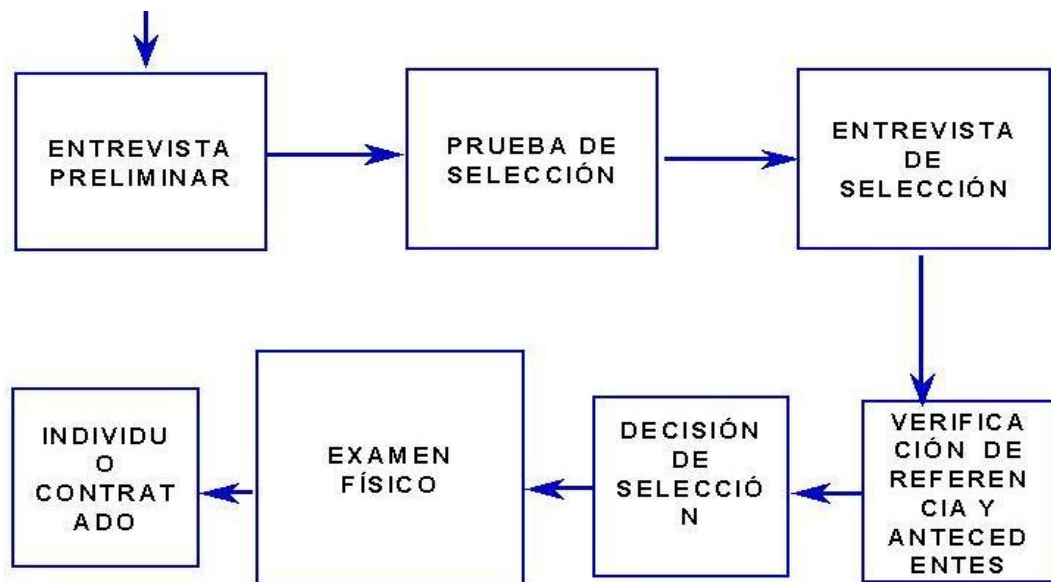 ENTREVISTA
PRELIMINAR
PRUEBA DE
SELECCIÓN
ENTREVISTA
DE
SELECCIÓN
VERIFICA
CIÓN DE
REFEREN
CIA Y
ANTECED
ENTES
DECISIÓN
DE
SELECCIÓ
N
EXAMEN
FÍSICO
INDIVIDU
O
CONTRAT
ADO